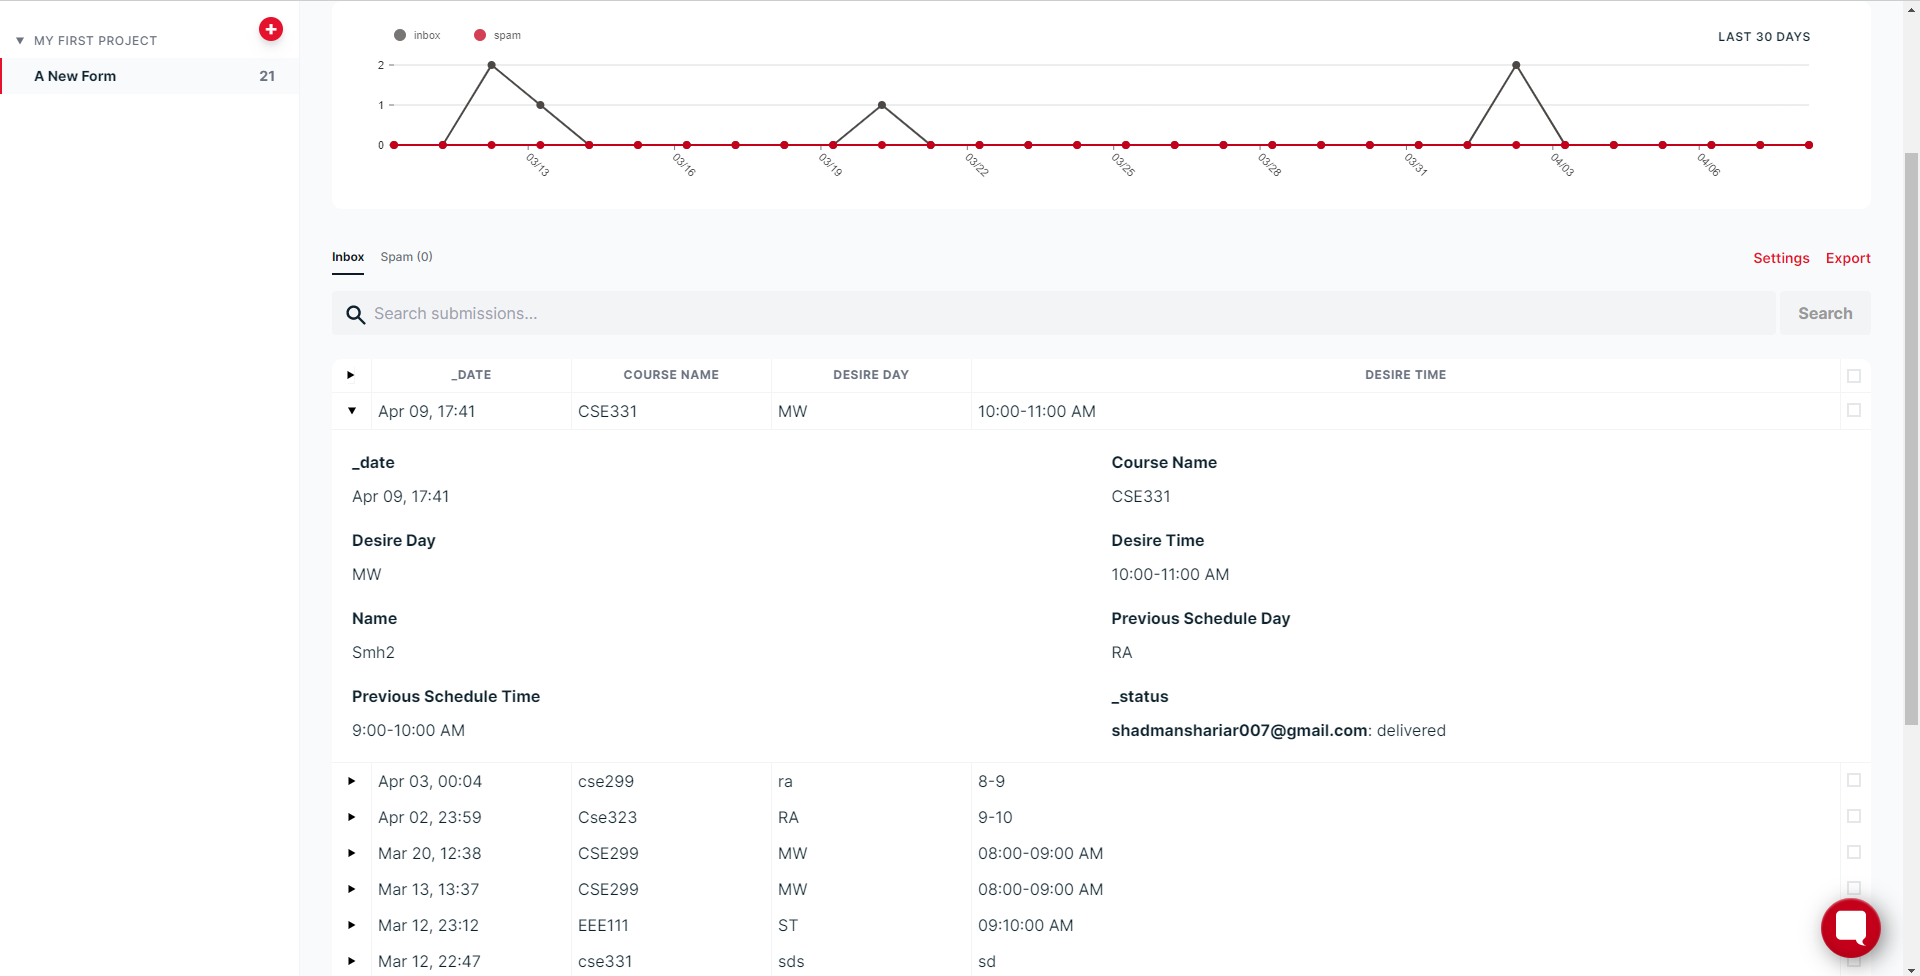 MY FIRST PROJECT
A New Form 21
inbox spam
LAST 30 DAYS
2
1
0
03/13 03/16 03/19 03/22 03/25 03/28 03/31 04/03 04/06
Inbox Spam (0)
Settings Export
Search submissions...
Search
_DATE COURSE NAME DESIRE DAY DESIRE TIME
Apr 09, 17:41 CSE331 MW 10:00-11:00 AM
_date Course Name
Apr 09, 17:41 CSE331
Desire Day Desire Time
MW 10:00-11:00 AM
Name Previous Schedule Day
Smh2 RA
Previous Schedule Time _status
9:00-10:00 AM shadmanshariar007@gmail.com: delivered
Apr 03, 00:04 cse299 ra 8-9
Apr 02, 23:59 Cse323 RA 9-10
Mar 20, 12:38 CSE299 MW 08:00-09:00 AM
Mar 13, 13:37 CSE299 MW 08:00-09:00 AM
Mar 12, 23:12 EEE111 ST 09:10:00 AM
Mar 12, 22:47 cse331 sds sd